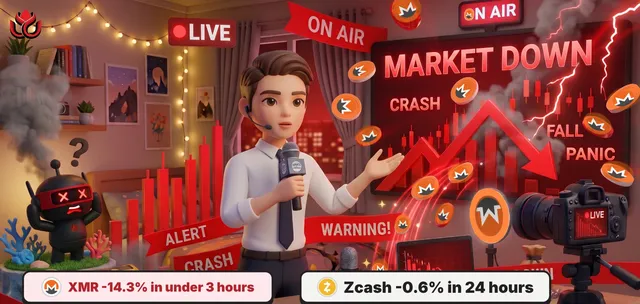 LIVE
ON AIR
ON AIR
MARKET DOWN
CRASH
FALL
PANIC
?
ALERT
CRASH
WARNING!
LIVE
XMR -14.3% in under 3 hours
Zcash -0.6% in 24 hours